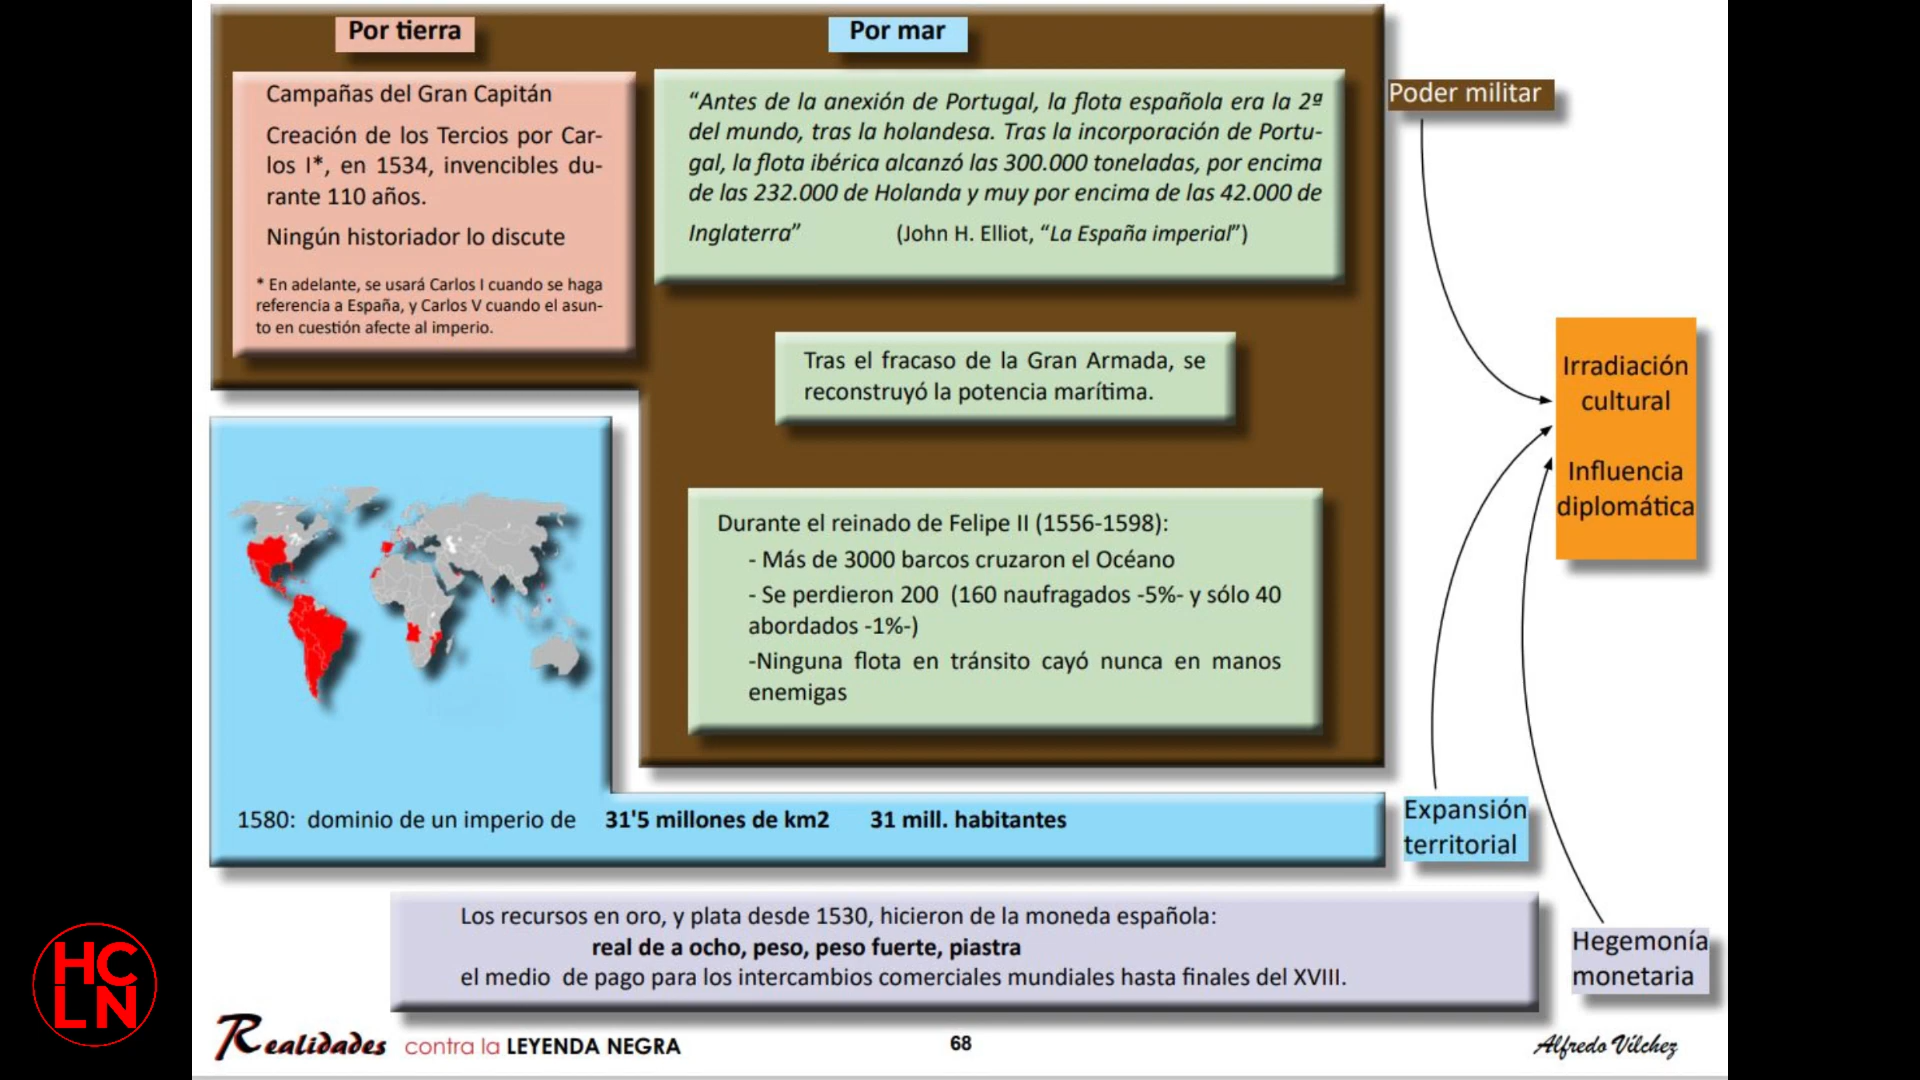 Por tierra
Campañas del Gran Capitán
Creación de los Tercios por Car-
los I*, en 1534, invencibles du-
rante 110 años.
Ningún historiador lo discute
* En adelante, se usará Carlos I cuando se haga
referencia a España, y Carlos V cuando el asun-
to en cuestión afecte al imperio.
Por mar
“Antes de la anexión de Portugal, la flota española era la 2ª
del mundo, tras la holandesa. Tras la incorporación de Portu-
gal, la flota ibérica alcanzó las 300.000 toneladas, por encima
de las 232.000 de Holanda y muy por encima de las 42.000 de
Inglaterra” (John H. Elliot, “La España imperial”)
Tras el fracaso de la Gran Armada, se
reconstruyó la potencia marítima.
Durante el reinado de Felipe II (1556-1598):
- Más de 3000 barcos cruzaron el Océano
- Se perdieron 200 (160 naufragados -5%- y sólo 40
abordados -1%-)
-Ninguna flota en tránsito cayó nunca en manos
enemigas
Poder militar
Irradiación
cultural
Influencia
diplomática
1580: dominio de un imperio de 31'5 millones de km2 31 mill. habitantes
Expansión
territorial
Los recursos en oro, y plata desde 1530, hicieron de la moneda española:
real de a ocho, peso, peso fuerte, piastra
el medio de pago para los intercambios comerciales mundiales hasta finales del XVIII.
Hegemonía
monetaria
HC
LN
Realidades contra la LEYENDA NEGRA
68
Alfredo Vílchez